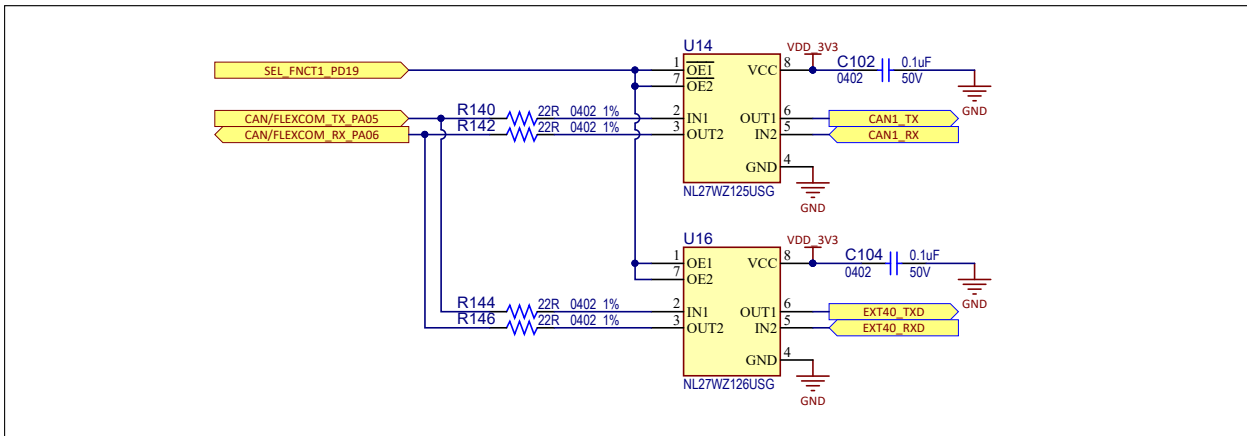 U14
VDD_3V3
SEL_FNCT1_PD19
1 OE1 VCC 8
7 OE2
C102 0.1uF
0402 50V
GND
CAN/FLEXCOM_TX_PA05
R140 22R 0402 1%
2 IN1 OUT1 6
CAN1_TX
CAN/FLEXCOM_RX_PA06
R142 22R 0402 1%
3 OUT2 IN2 5
CAN1_RX
GND 4
NL27WZ125USG
GND
U16
VDD_3V3
1 OE1 VCC 8
7 OE2
C104 0.1uF
0402 50V
GND
R144 22R 0402 1%
2 IN1 OUT1 6
EXT40_TXD
R146 22R 0402 1%
3 OUT2 IN2 5
EXT40_RXD
GND 4
NL27WZ126USG
GND